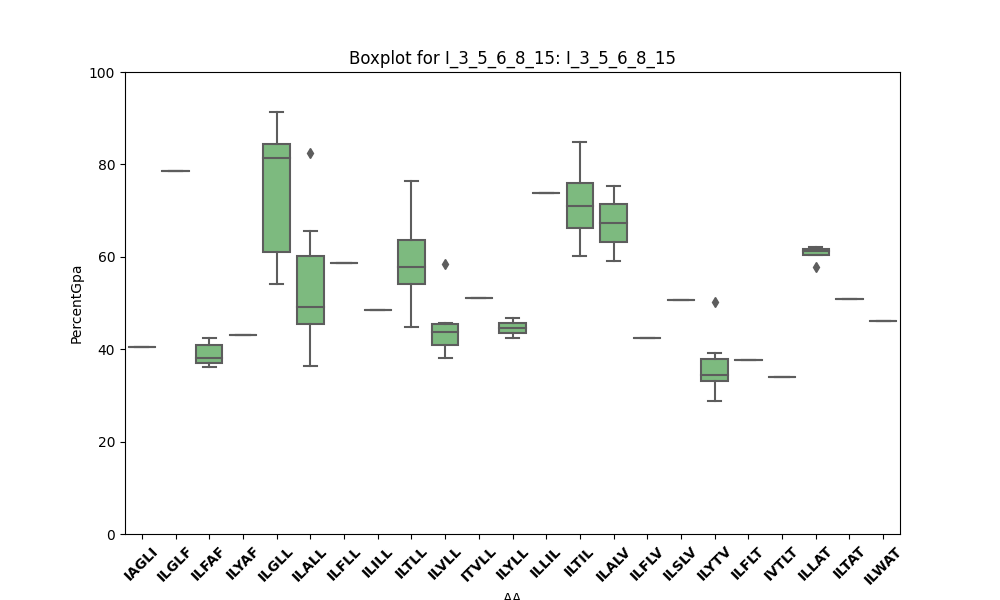 Boxplot for I_3_5_6_8_15: I_3_5_6_8_15
100
80
60
40
20
0
PercentGpa
IAGLI
ILGLF
ILFAF
ILYAF
ILGLL
ILALL
ILFLL
ILILL
ILTLL
ILVLL
ITVLL
ILYLL
ILLIL
ILTIL
ILALV
ILFLV
ILSLV
ILYTV
ILFLT
IVTLT
ILLAT
ILTAT
ILWAT
AA